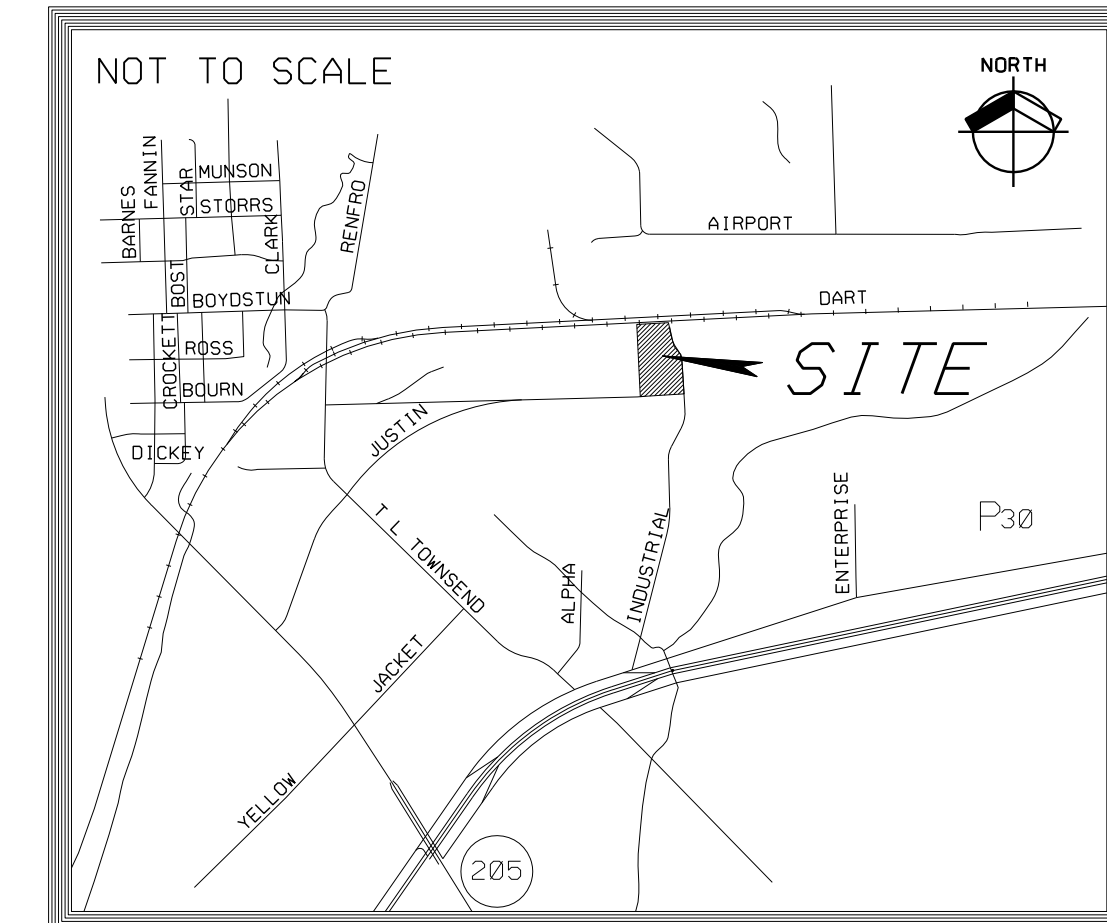 NOT TO SCALE
NORTH
FANNIN
BARNES
STAR
MUNSON
STORRS
CLARK
RENFRO
AIRPORT
BOST
BOYDSTUN
DART
CROCKETT
ROSS
SITE
BOURN
JUSTIN
DICKEY
ENTERPRISE
P30
T L TOWNSEND
INDUSTRIAL
ALPHA
YELLOW JACKET
205